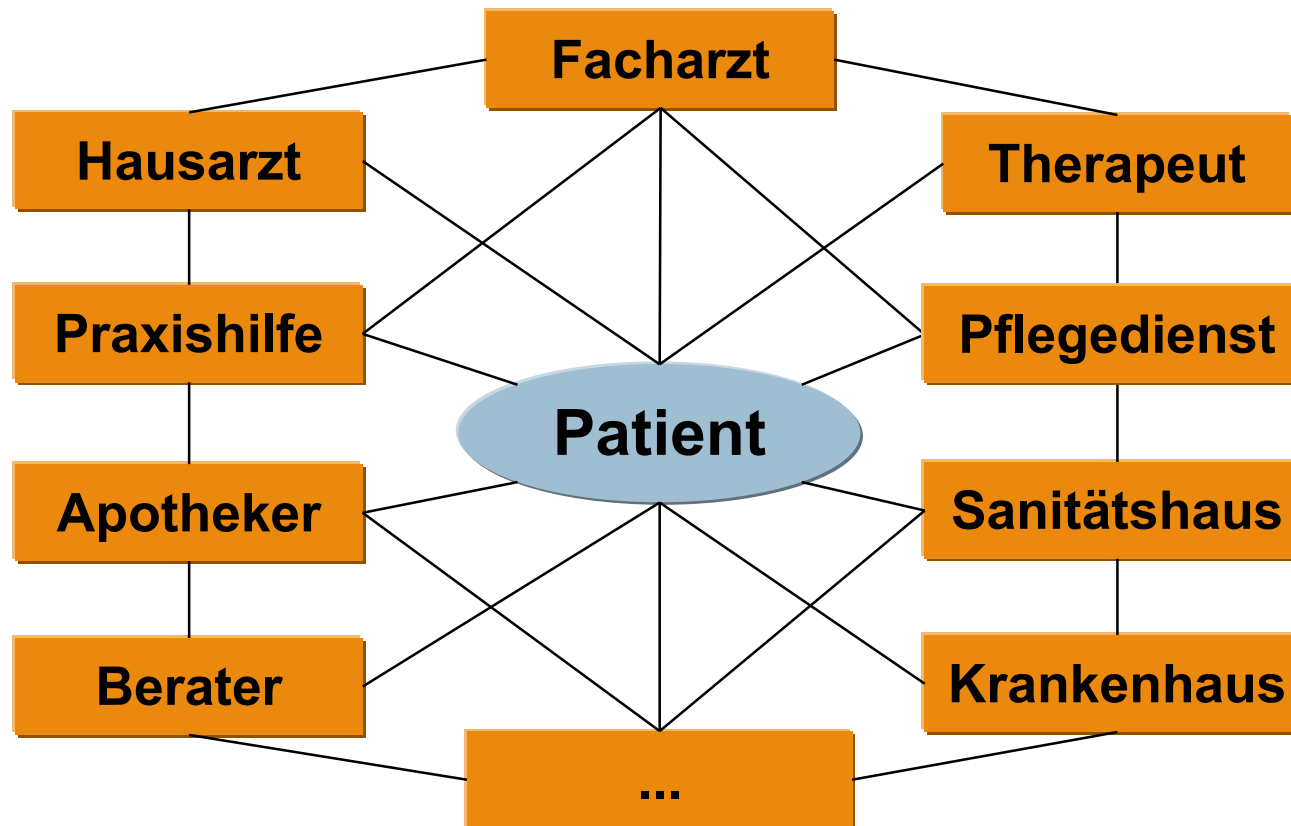 Facharzt
Hausarzt
Therapeut
Praxishilfe
Pflegedienst
Patient
Apotheker
Sanitätshaus
Berater
Krankenhaus
...